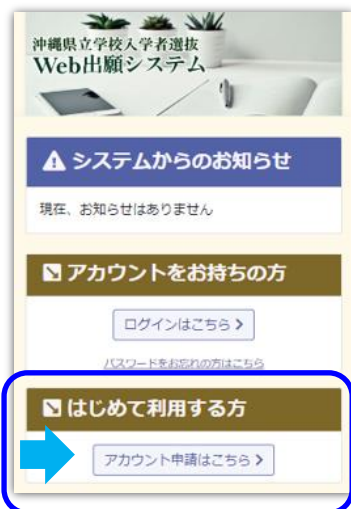 沖縄県立学校入学者選抜
Web出願システム
システムからのお知らせ
現在、お知らせはありません
アカウントをお持ちの方
ログインはこちら
パスワードをお忘れの方はこちら
はじめて利用する方
アカウント申請はこちら